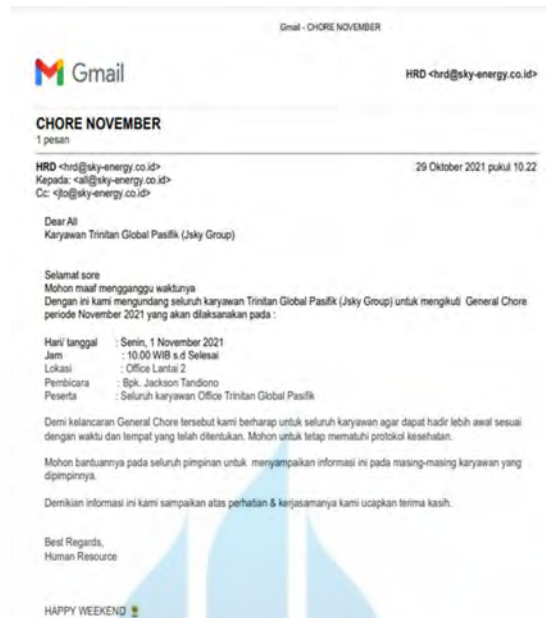 Gmail - CHORE NOVEMBER
Gmail
HRD <hrd@sky-energy.co.id>
CHORE NOVEMBER
1 pesan
HRD <hrd@sky-energy.co.id>
29 Oktober 2021 pukul 10.22
Kepada: <all@sky-energy.co.id>
Cc: <jto@sky-energy.co.id>
Dear All
Karyawan Trinitan Global Pasifik (Jsky Group)
Selamat sore
Mohon maaf mengganggu waktunya
Dengan ini kami mengundang seluruh karyawan Trinitan Global Pasifik (Jsky Group) untuk mengikuti General Chore
periode November 2021 yang akan dilaksanakan pada :
Hari/ tanggal : Senin, 1 November 2021
Jam : 10.00 WIB s.d Selesai
Lokasi : Office Lantai 2
Pembicara : Bpk. Jackson Tandiono
Peserta : Seluruh karyawan Office Trinitan Global Pasifik
Demi kelancaran General Chore tersebut kami berharap untuk seluruh karyawan agar dapat hadir lebih awal sesuai
dengan waktu dan tempat yang telah ditentukan. Mohon untuk tetap mematuhi protokol kesehatan.
Mohon bantuannya pada seluruh pimpinan untuk menyampaikan informasi ini pada masing-masing karyawan yang
dipimpinnya.
Demikian informasi ini kami sampaikan atas perhatian & kerjasamanya kami ucapkan terima kasih.
Best Regards,
Human Resource
HAPPY WEEKEND